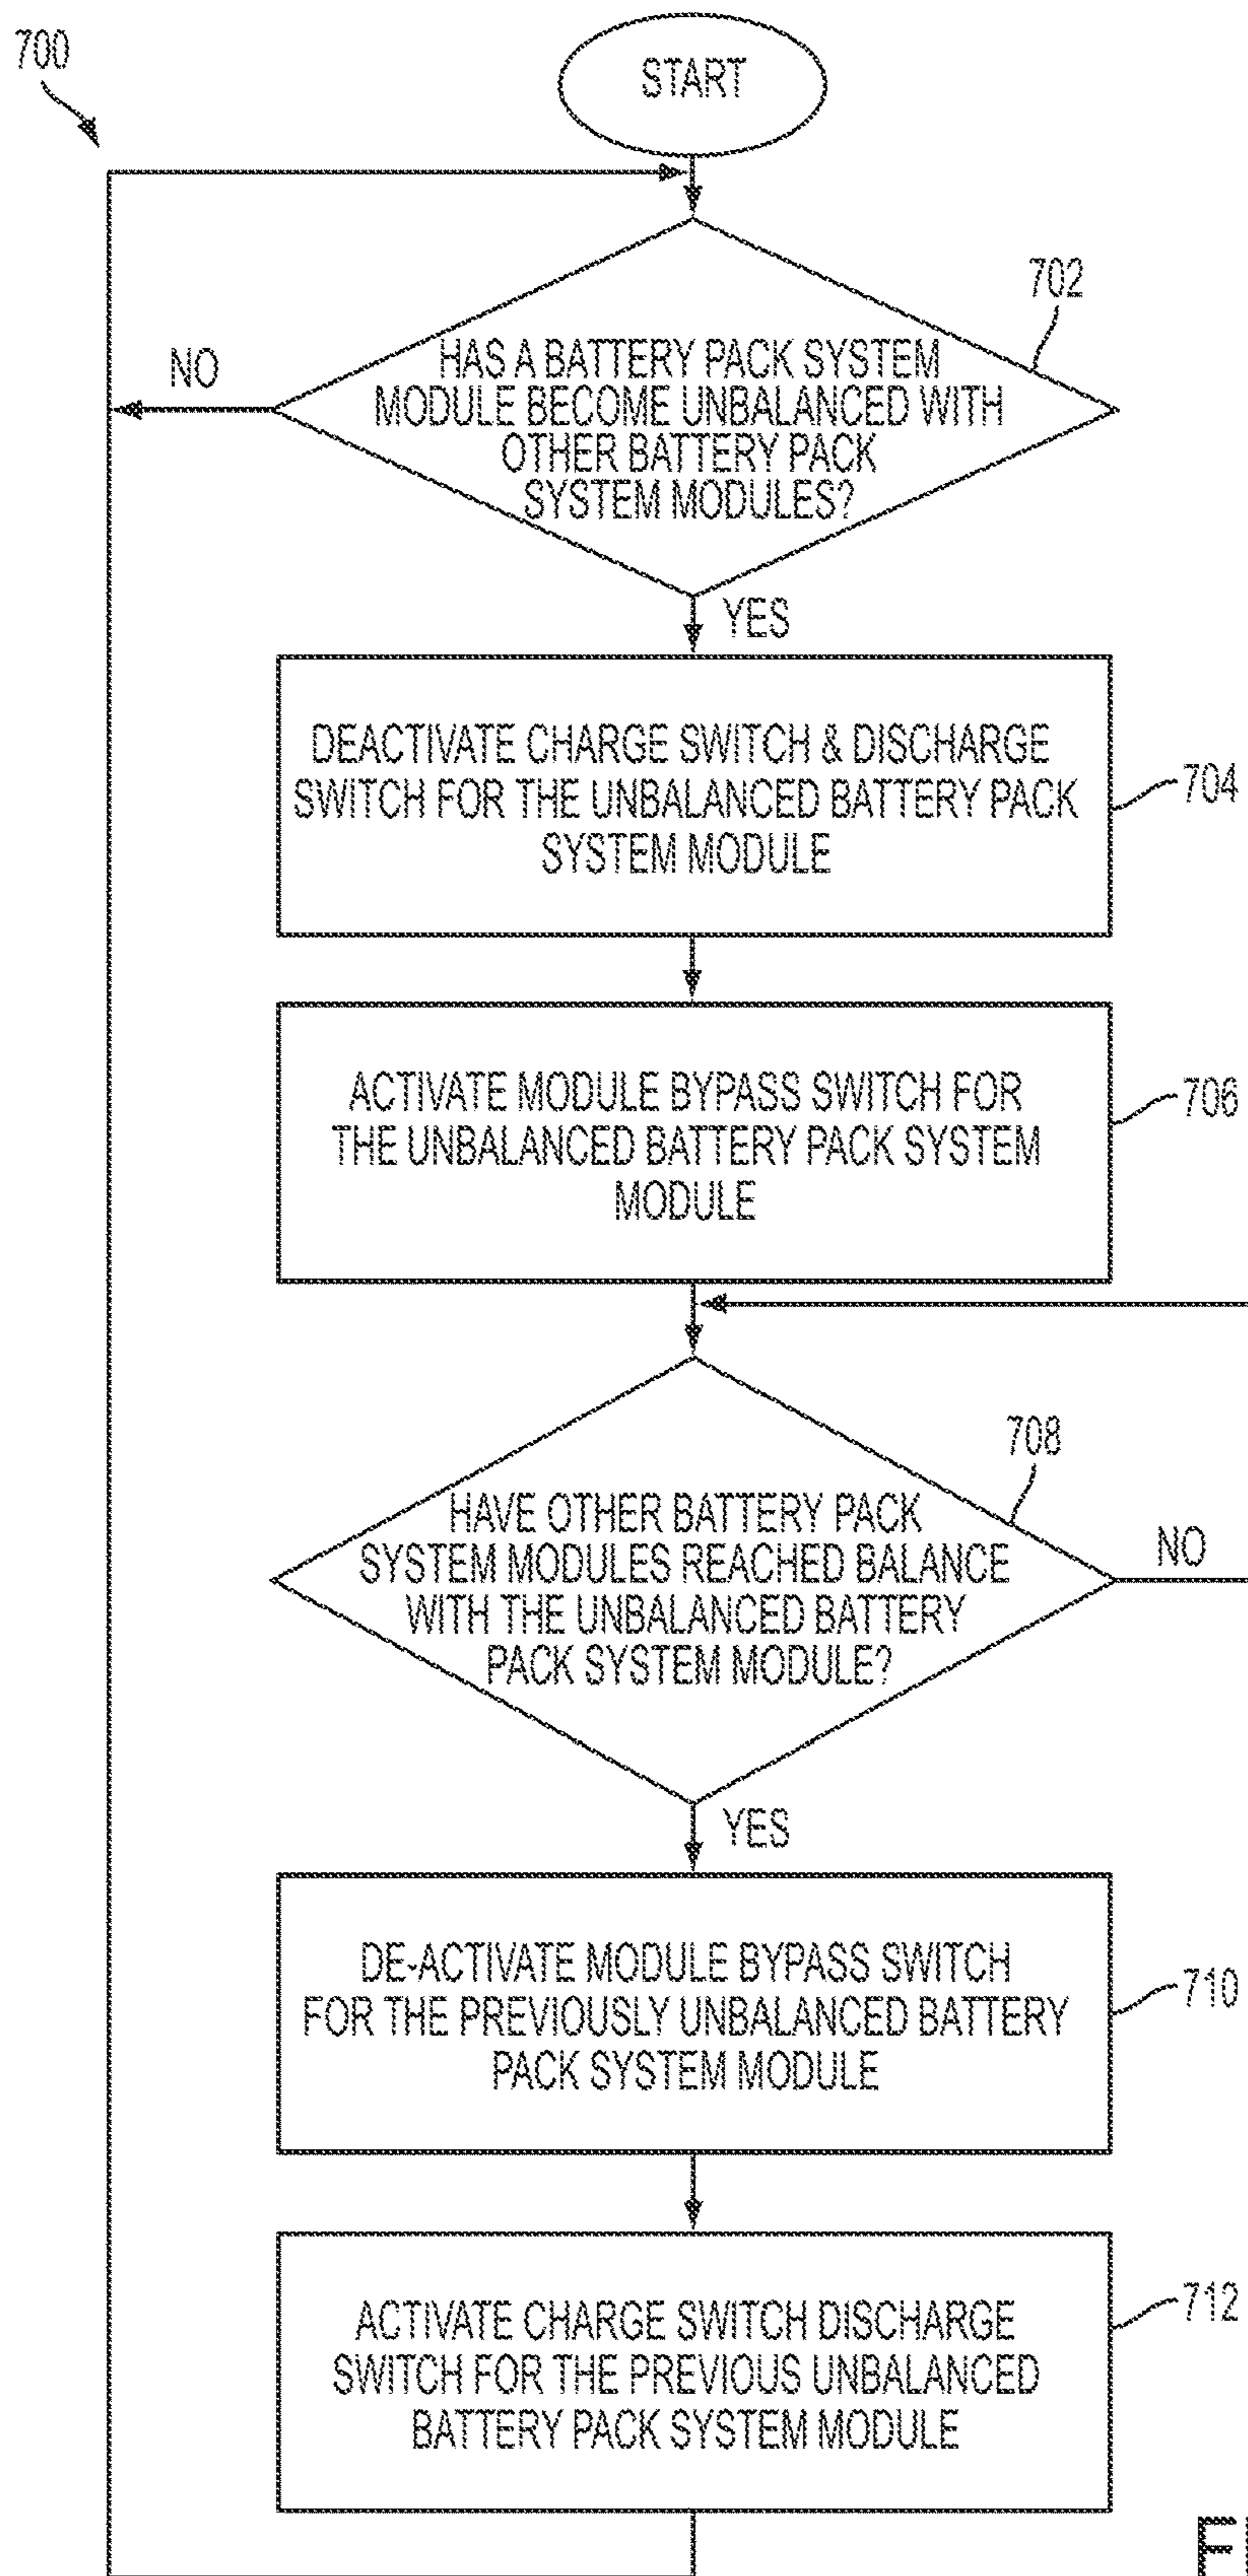 700
START
702
HAS A BATTERY PACK SYSTEM
MODULE BECOME UNBALANCED WITH
OTHER BATTERY PACK
SYSTEM MODULES?
NO
YES
DEACTIVATE CHARGE SWITCH & DISCHARGE
SWITCH FOR THE UNBALANCED BATTERY PACK
SYSTEM MODULE
704
ACTIVATE MODULE BYPASS SWITCH FOR
THE UNBALANCED BATTERY PACK SYSTEM
MODULE
706
708
HAVE OTHER BATTERY PACK
SYSTEM MODULES REACHED BALANCE
WITH THE UNBALANCED BATTERY
PACK SYSTEM MODULE?
NO
YES
DE-ACTIVATE MODULE BYPASS SWITCH
FOR THE PREVIOUSLY UNBALANCED BATTERY
PACK SYSTEM MODULE
710
ACTIVATE CHARGE SWITCH DISCHARGE
SWITCH FOR THE PREVIOUS UNBALANCED
BATTERY PACK SYSTEM MODULE
712